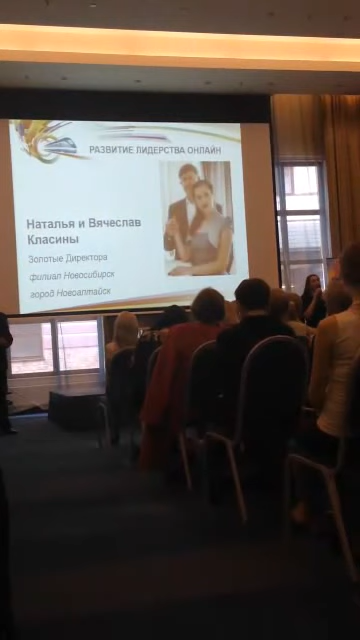 РАЗВИТИЕ ЛИДЕРСТВА ОНЛАЙН
Наталья и Вячеслав
Класины
Золотые Директора
филиал Новосибирск
город Новоалтайск